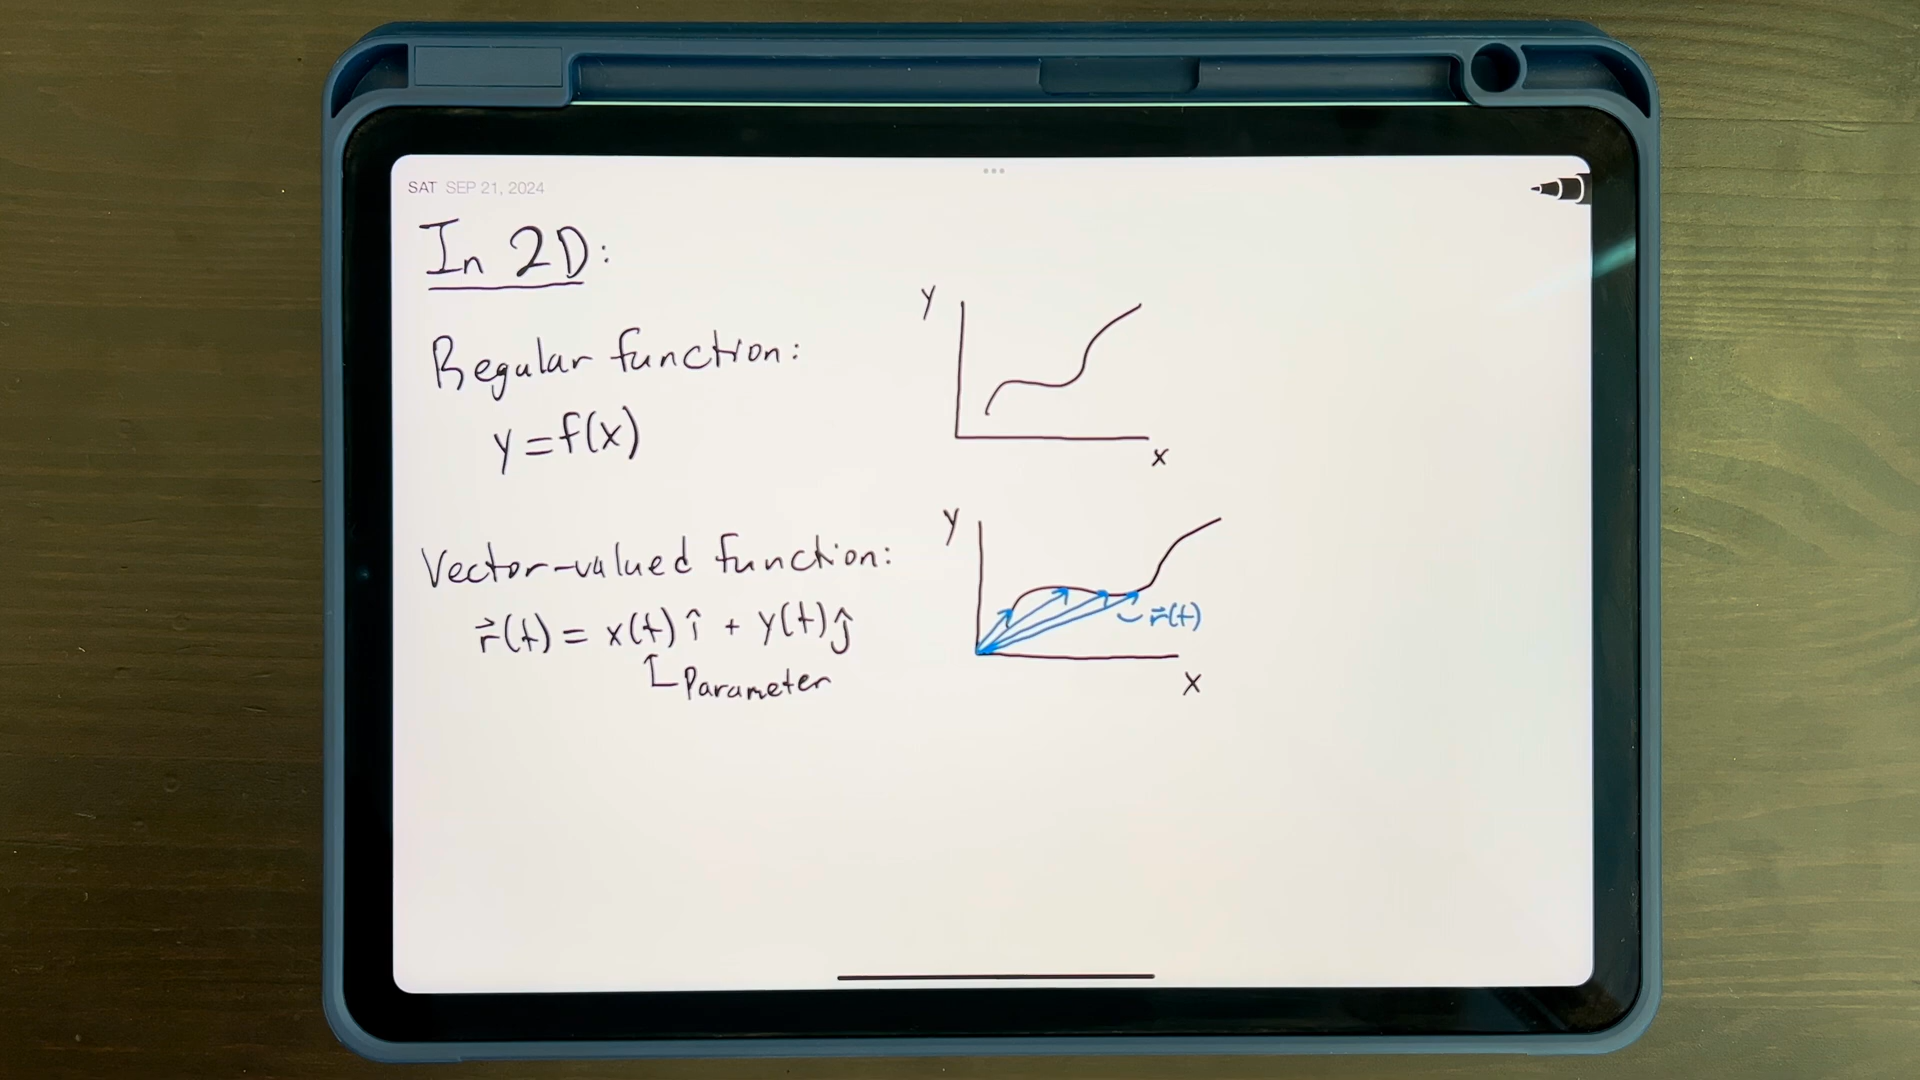 SAT SEP 21, 2024
In 2D:
Regular function:
y = f(x)
y
x
Vector-valued function:
r⃗(t) = x(t) î + y(t) ĵ
Parameter
y
r⃗(t)
x